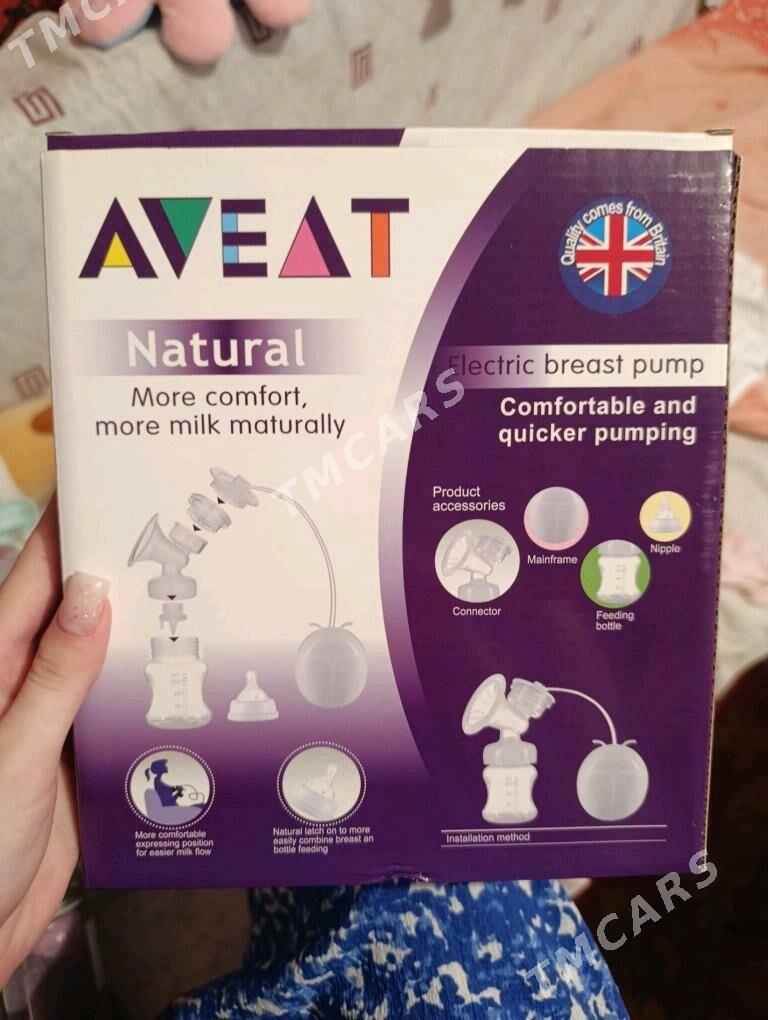 TMCARS
AVEAT
Quality comes from Britain
Natural
More comfort,
more milk maturally
Electric breast pump
Comfortable and
quicker pumping
TMCARS
Product
accessories
Connector
Mainframe
Feeding
bottle
Nipple
More comfortable
expressing position
for easier milk flow
Natural latch on to more
easily combine breast an
bottle feeding
Installation method
TMCARS